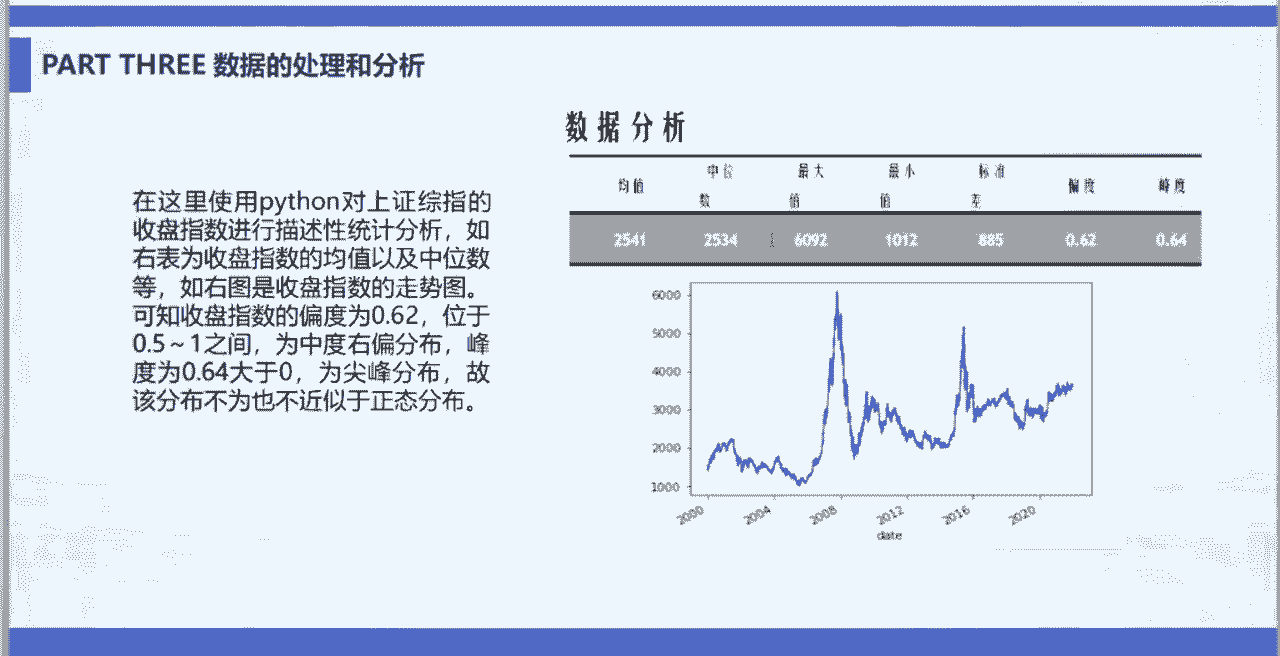 PART THREE 数据的处理和分析
在这里使用python对上证综指的
收盘指数进行描述性统计分析，如
右表为收盘指数的均值以及中位数
等，如右图是收盘指数的走势图。
可知收盘指数的偏度为0.62，位于
0.5～1之间，为中度右偏分布，峰
度为0.64大于0，为尖峰分布，故
该分布不为也不近似于正态分布。
数据分析
均值 中位数 最大值 最小值 标准差 偏度 峰度
2541 2534 6092 1012 885 0.62 0.64
6000
5000
4000
3000
2000
1000
2000 2004 2008 2012 2016 2020
date